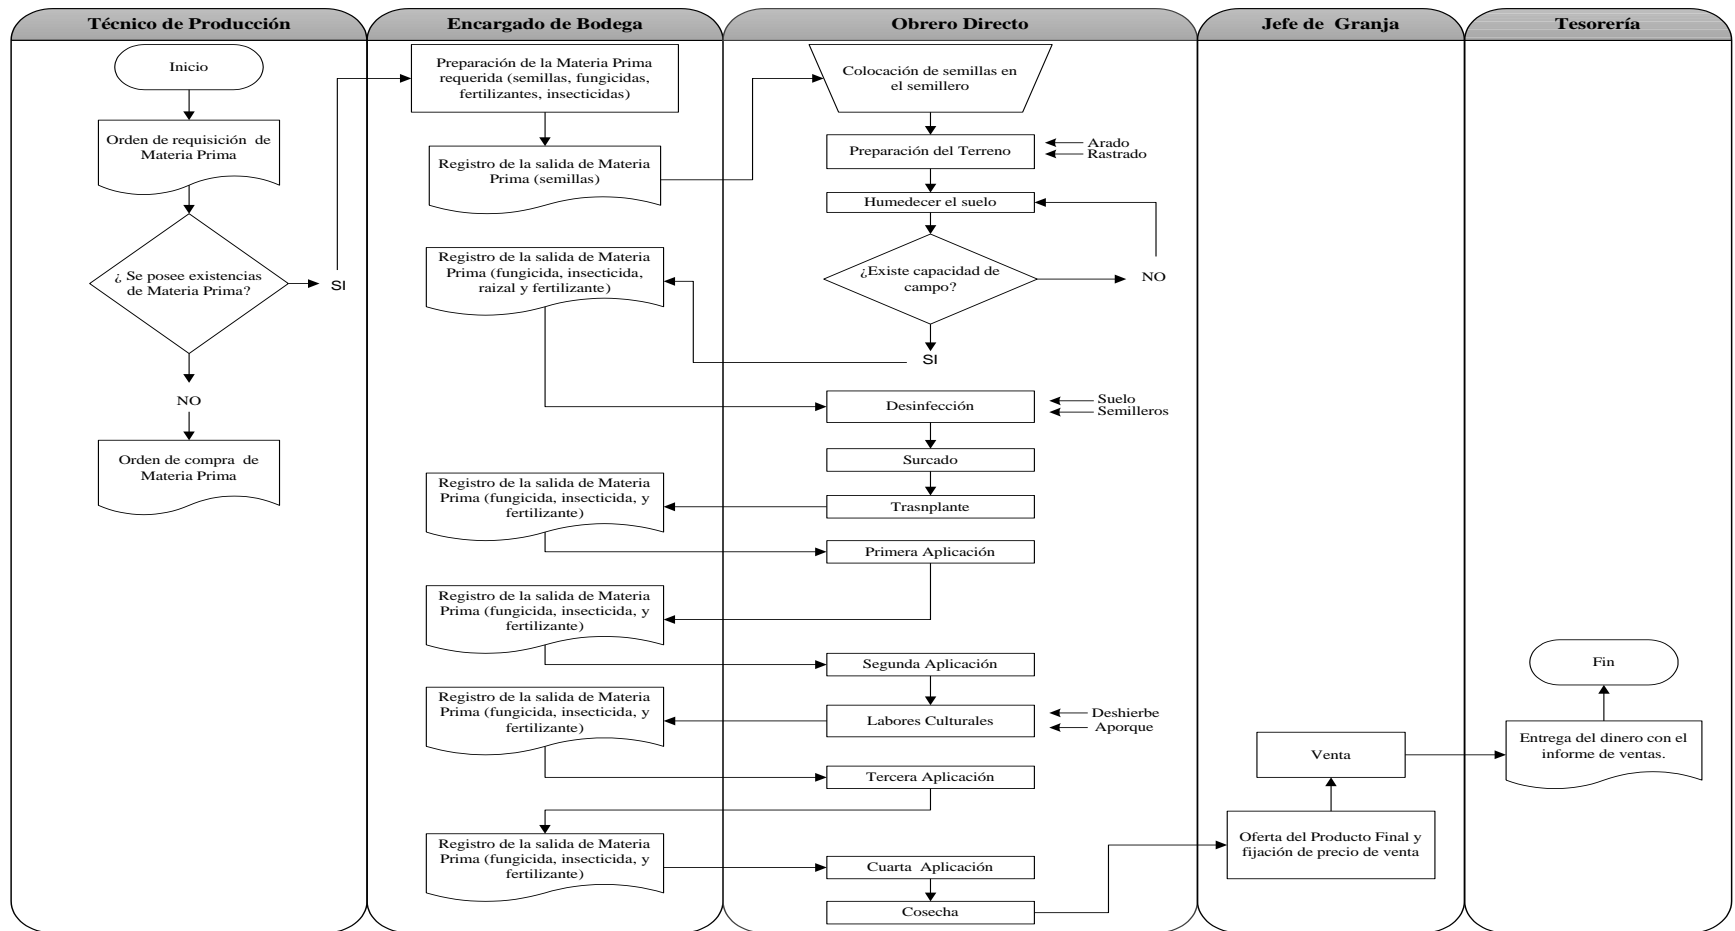 Técnico de Producción
Encargado de Bodega
Obrero Directo
Jefe de Granja
Tesorería
Inicio
Orden de requisición de
Materia Prima
¿ Se posee existencias
de Materia Prima?
SI
NO
Orden de compra de
Materia Prima
Preparación de la Materia Prima
requerida (semillas, fungicidas,
fertilizantes, insecticidas)
Registro de la salida de Materia
Prima (semillas)
Colocación de semillas en
el semillero
Preparación del Terreno
Arado
Rastrado
Humedecer el suelo
¿Existe capacidad de
campo?
NO
SI
Registro de la salida de Materia
Prima (fungicida, insecticida,
raizal y fertilizante)
Desinfección
Suelo
Semilleros
Surcado
Trasnplante
Registro de la salida de Materia
Prima (fungicida, insecticida, y
fertilizante)
Primera Aplicación
Registro de la salida de Materia
Prima (fungicida, insecticida, y
fertilizante)
Segunda Aplicación
Labores Culturales
Deshierbe
Aporque
Registro de la salida de Materia
Prima (fungicida, insecticida, y
fertilizante)
Tercera Aplicación
Registro de la salida de Materia
Prima (fungicida, insecticida, y
fertilizante)
Cuarta Aplicación
Cosecha
Oferta del Producto Final y
fijación de precio de venta
Venta
Entrega del dinero con el
informe de ventas.
Fin